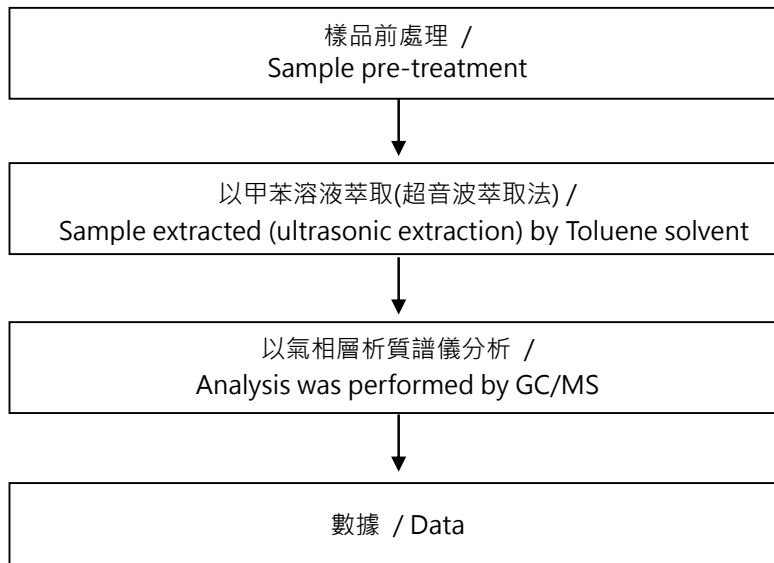 樣品前處理 /
Sample pre-treatment
以甲苯溶液萃取(超音波萃取法) /
Sample extracted (ultrasonic extraction) by Toluene solvent
以氣相層析質譜儀分析 /
Analysis was performed by GC/MS
數據 / Data